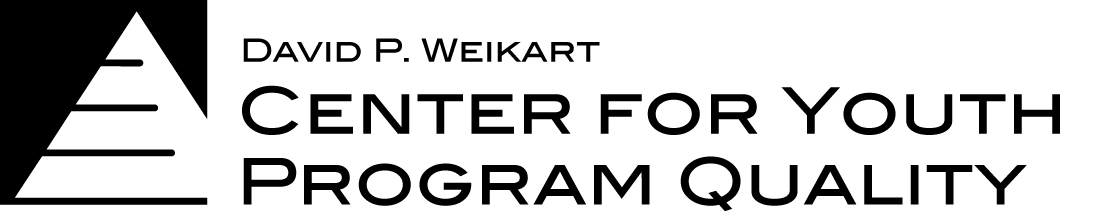 David P. Weikart
Center for Youth
Program Quality